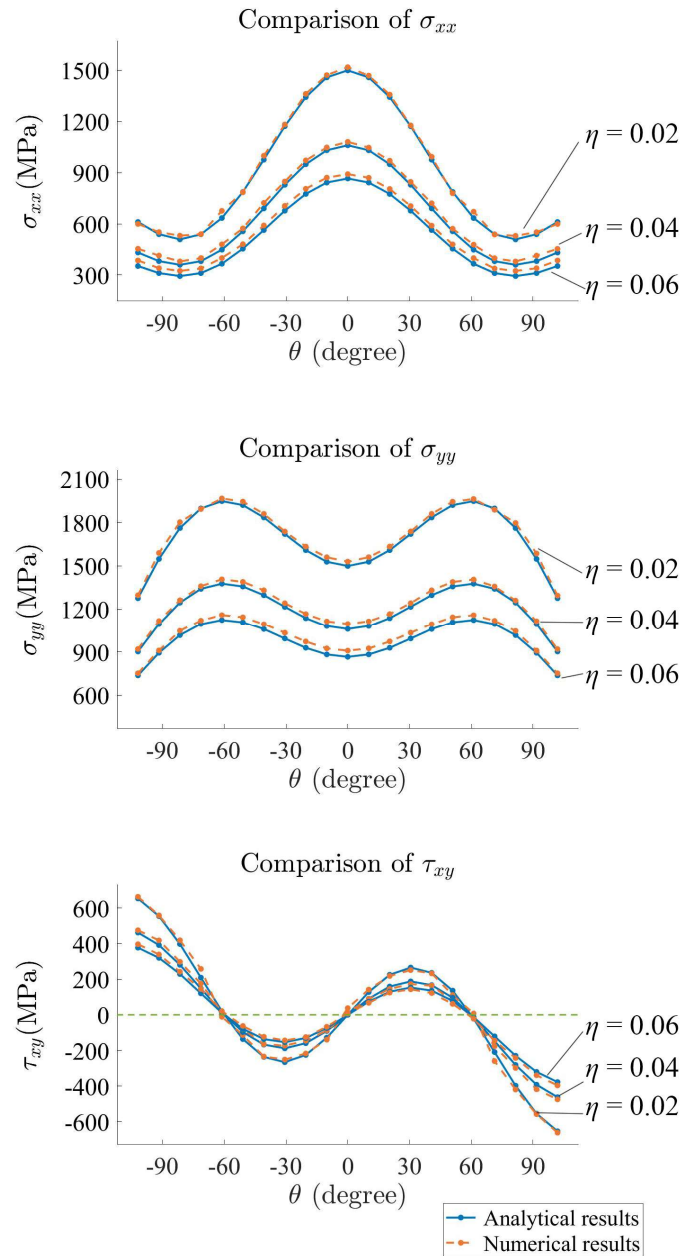 Comparison of σxx
1500
1200
900
600
300
σxx(MPa)
η = 0.02
η = 0.04
η = 0.06
-90 -60 -30 0 30 60 90
θ (degree)
Comparison of σyy
2100
1800
1500
1200
900
600
σyy(MPa)
η = 0.02
η = 0.04
η = 0.06
-90 -60 -30 0 30 60 90
θ (degree)
Comparison of τxy
600
400
200
0
-200
-400
-600
τxy(MPa)
η = 0.06
η = 0.04
η = 0.02
-90 -60 -30 0 30 60 90
θ (degree)
Analytical results
Numerical results